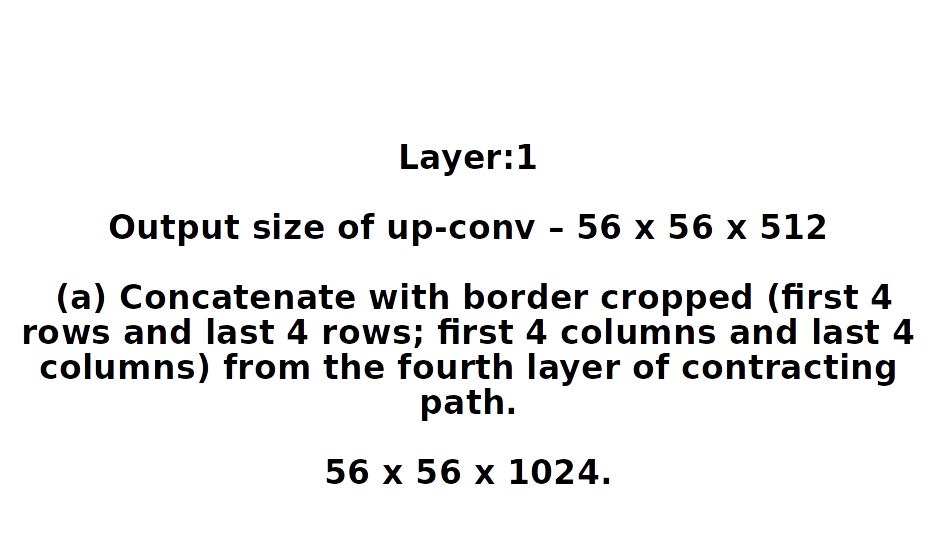 Layer:1
Output size of up-conv – 56 x 56 x 512
(a) Concatenate with border cropped (first 4
rows and last 4 rows; first 4 columns and last 4
columns) from the fourth layer of contracting
path.
56 x 56 x 1024.